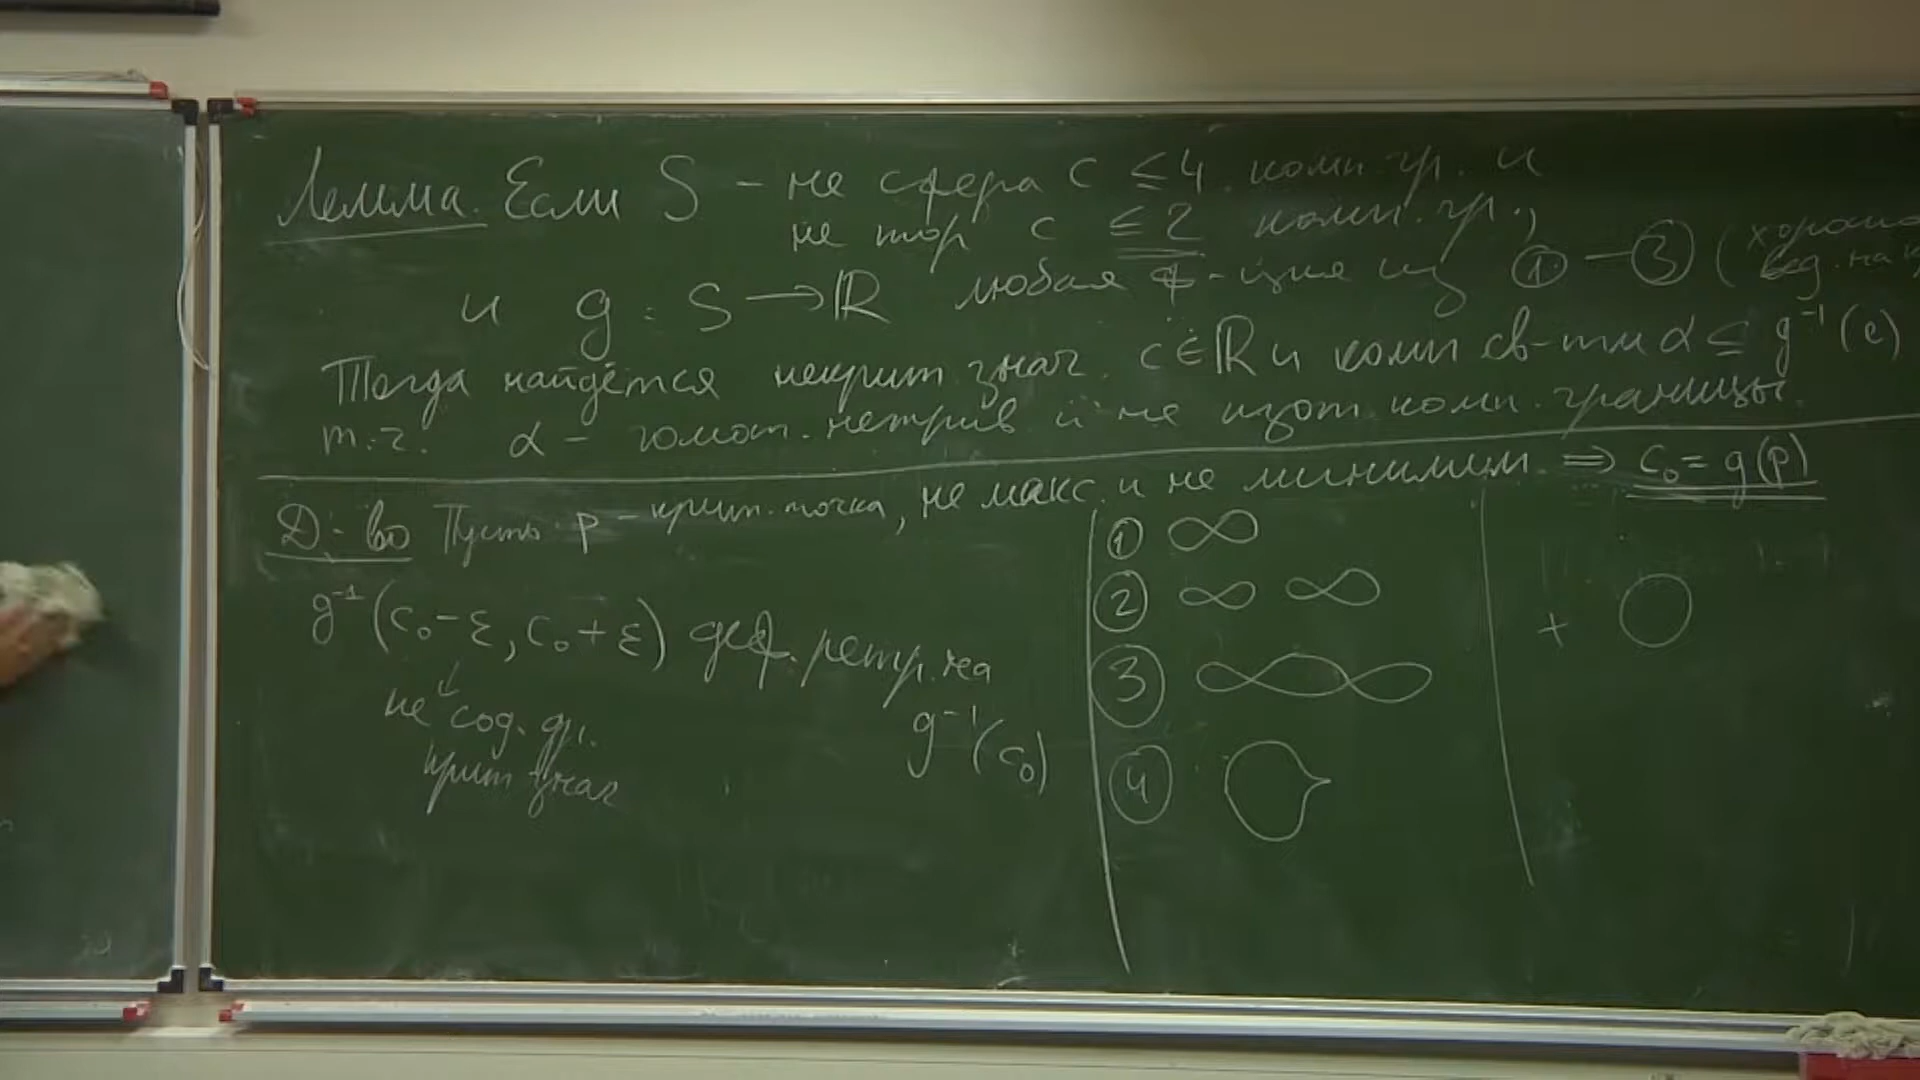 Лемма. Если S – не сфера с ≤ 4 комп. гр. и
не тор с ≤ 2 комп. гр.,
и g : S → ℝ любая ф-ция из ① – ③ (хорошо
Тогда найдётся некрит. знач. c ∈ ℝ и комп св-ти α ⊆ g⁻¹(c)
т.ч. α – гомот. нетрив и не изот. комп. границы.
Д-во Пусть p – крит. точка, не макс. и не минимум ⇒ c₀ = g(p)
g⁻¹(c₀-ε, c₀+ε) деф. ретр. на
g⁻¹(c₀)
не сод. др.
крит знач
①
②
+
③
④